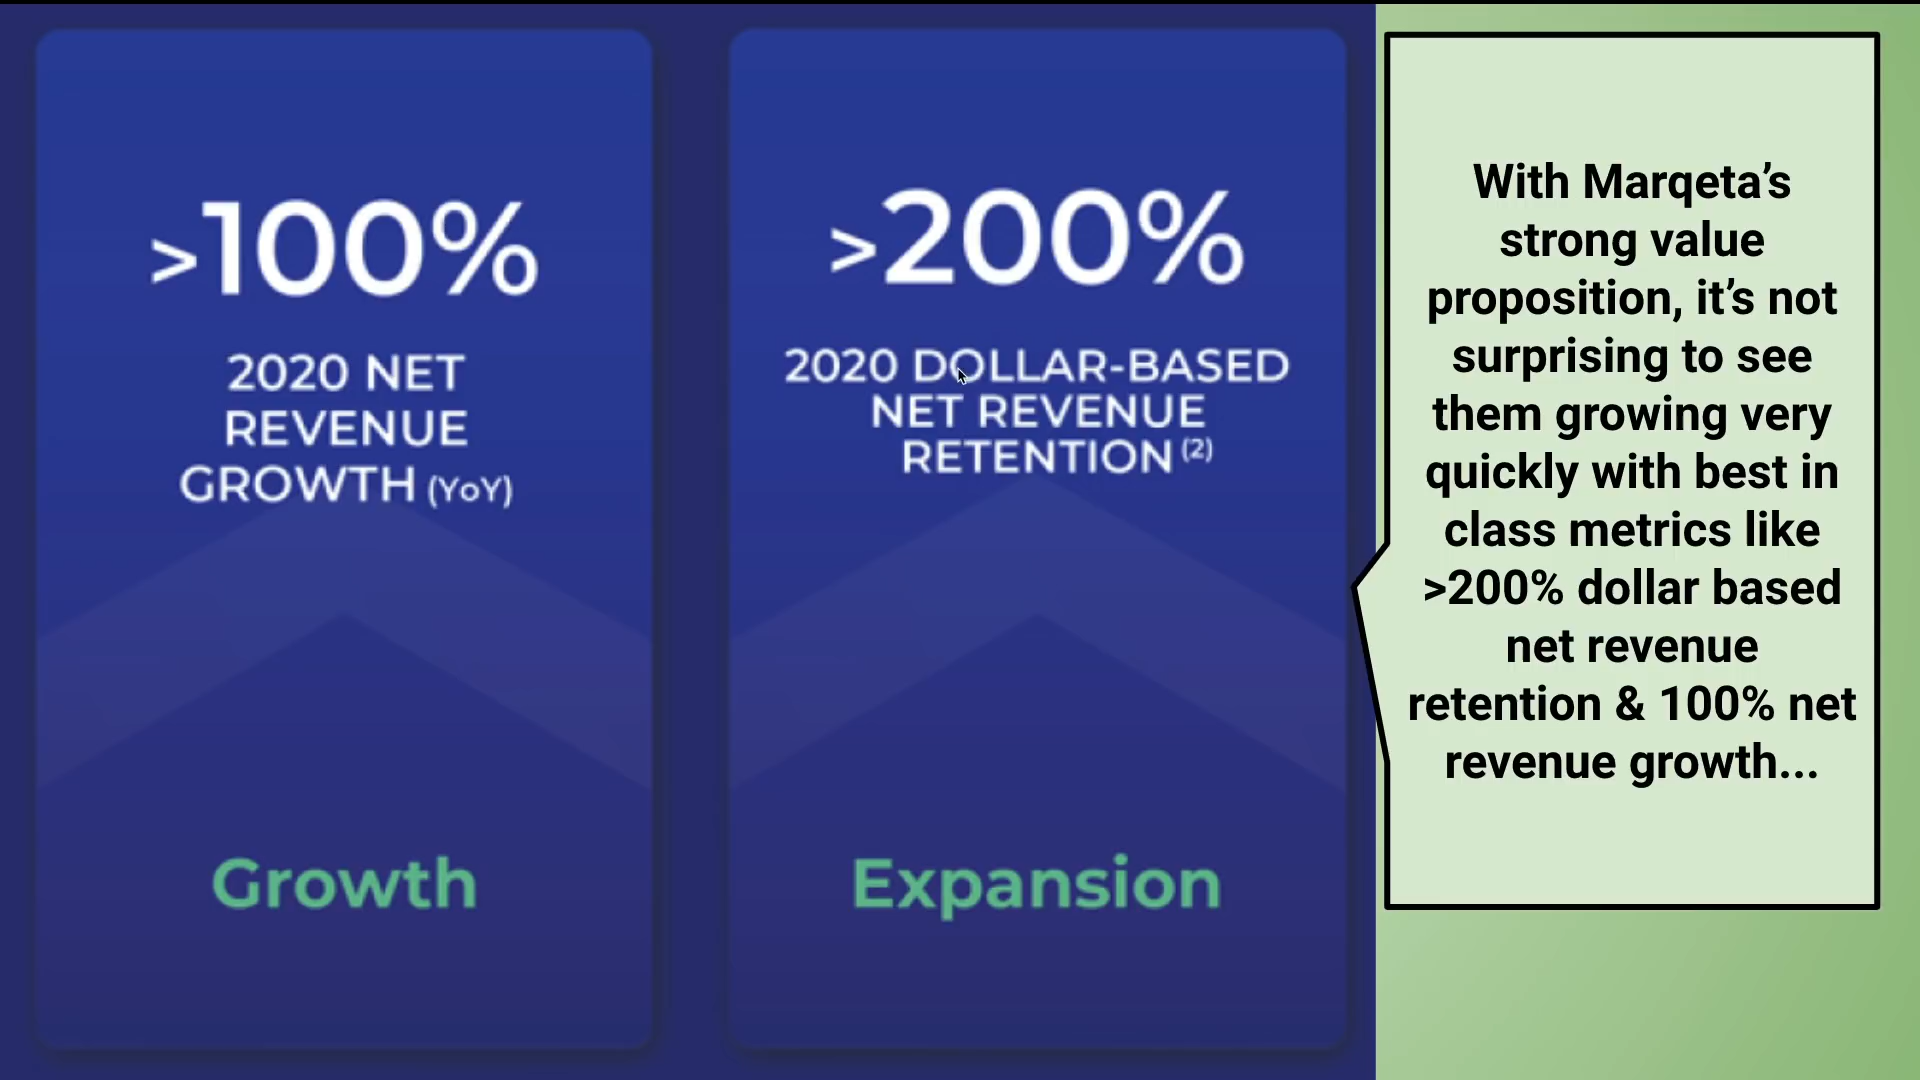 >100%
2020 NET
REVENUE
GROWTH (YoY)
Growth
>200%
2020 DOLLAR-BASED
NET REVENUE
RETENTION (2)
Expansion
With Marqeta’s
strong value
proposition, it’s not
surprising to see
them growing very
quickly with best in
class metrics like
>200% dollar based
net revenue
retention & 100% net
revenue growth...